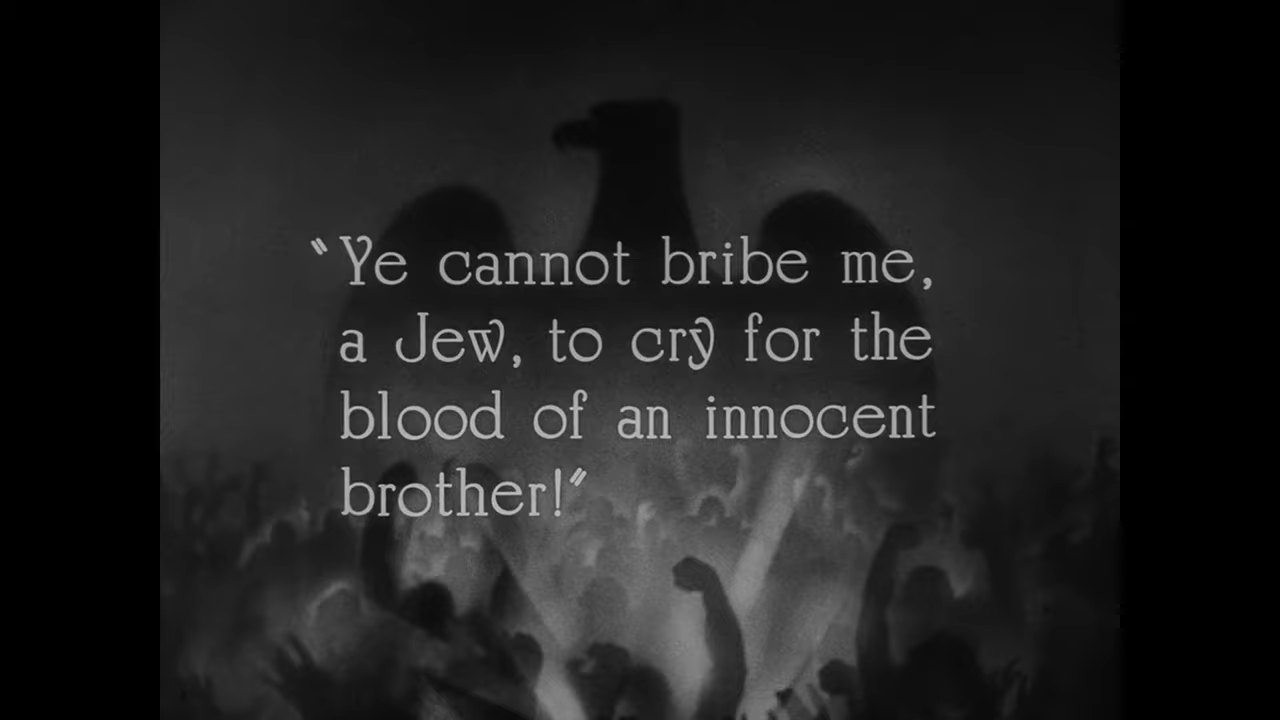 "Ye cannot bribe me,
a Jew, to cry for the
blood of an innocent
brother!"